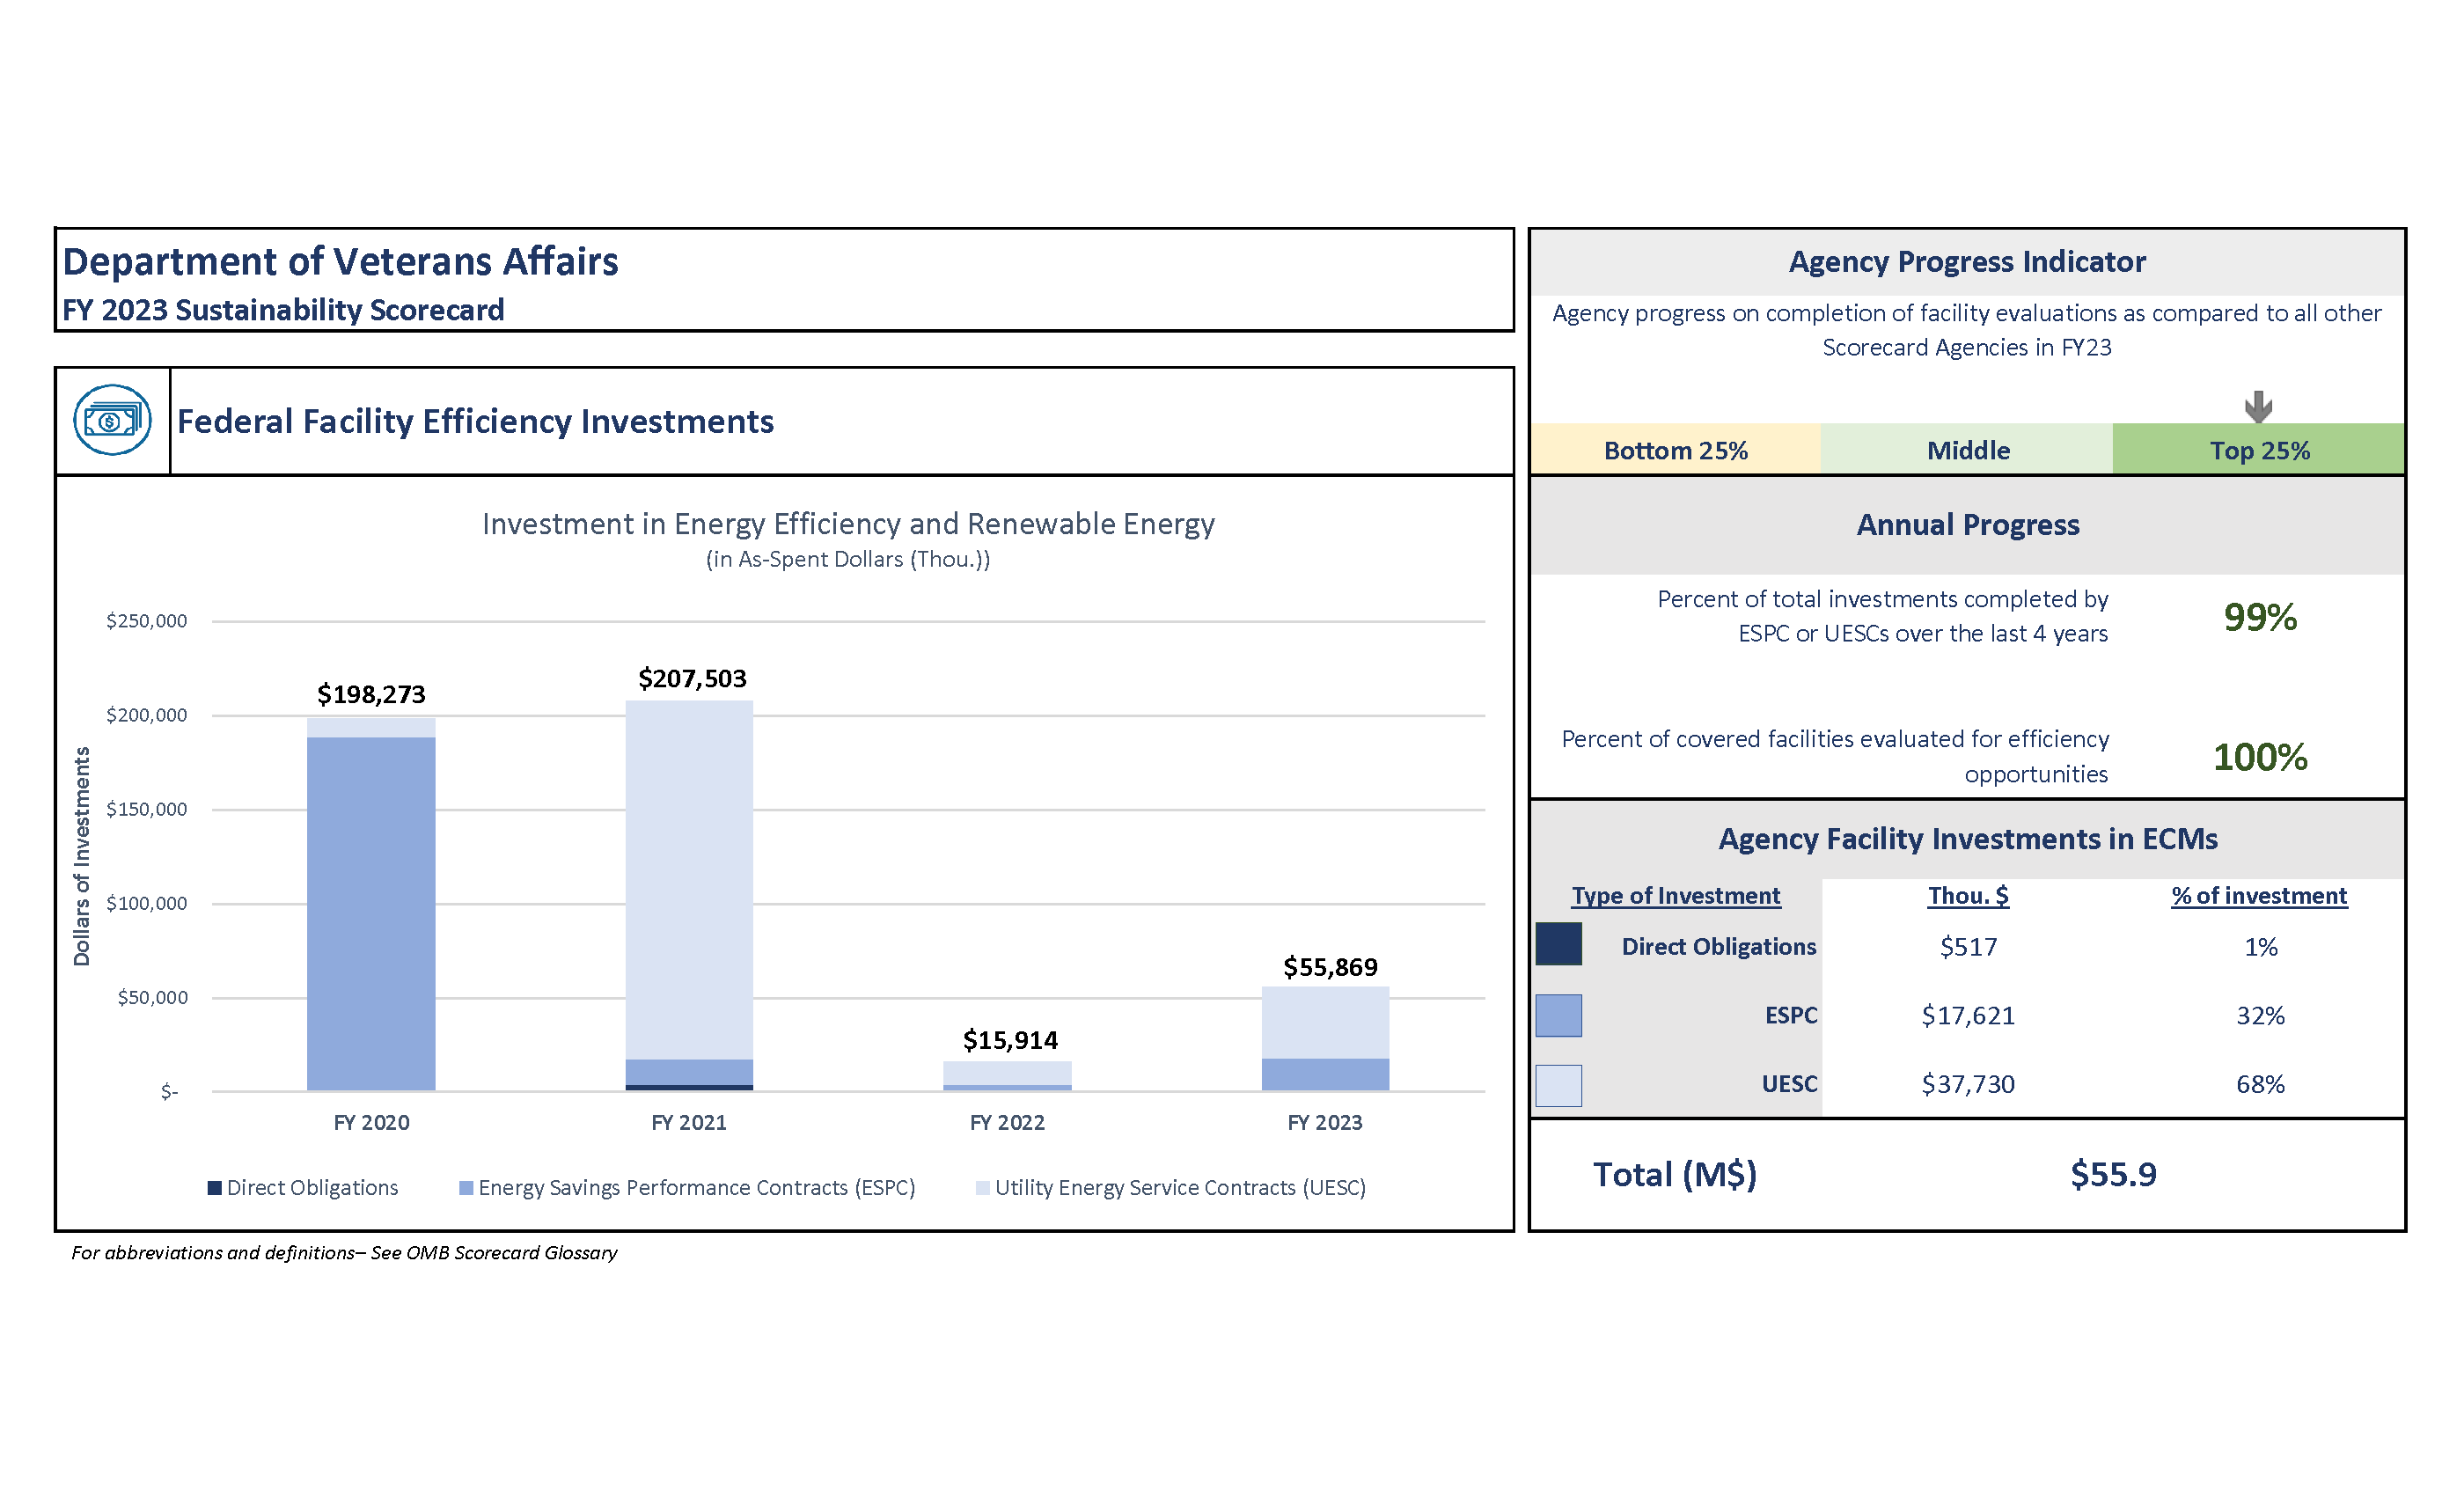 Department of Veterans Affairs
FY 2023 Sustainability Scorecard
$
Federal Facility Efficiency Investments
Investment in Energy Efficiency and Renewable Energy
(in As-Spent Dollars (Thou.))
Dollars of Investments
$250,000
$200,000
$150,000
$100,000
$50,000
$-
$198,273
$207,503
$15,914
$55,869
FY 2020
FY 2021
FY 2022
FY 2023
Direct Obligations
Energy Savings Performance Contracts (ESPC)
Utility Energy Service Contracts (UESC)
For abbreviations and definitions– See OMB Scorecard Glossary
Agency Progress Indicator
Agency progress on completion of facility evaluations as compared to all other
Scorecard Agencies in FY23
Bottom 25%
Middle
Top 25%
Annual Progress
Percent of total investments completed by
ESPC or UESCs over the last 4 years
99%
Percent of covered facilities evaluated for efficiency
opportunities
100%
Agency Facility Investments in ECMs
Type of Investment Thou. $ % of investment
Direct Obligations $517 1%
ESPC $17,621 32%
UESC $37,730 68%
Total (M$) $55.9